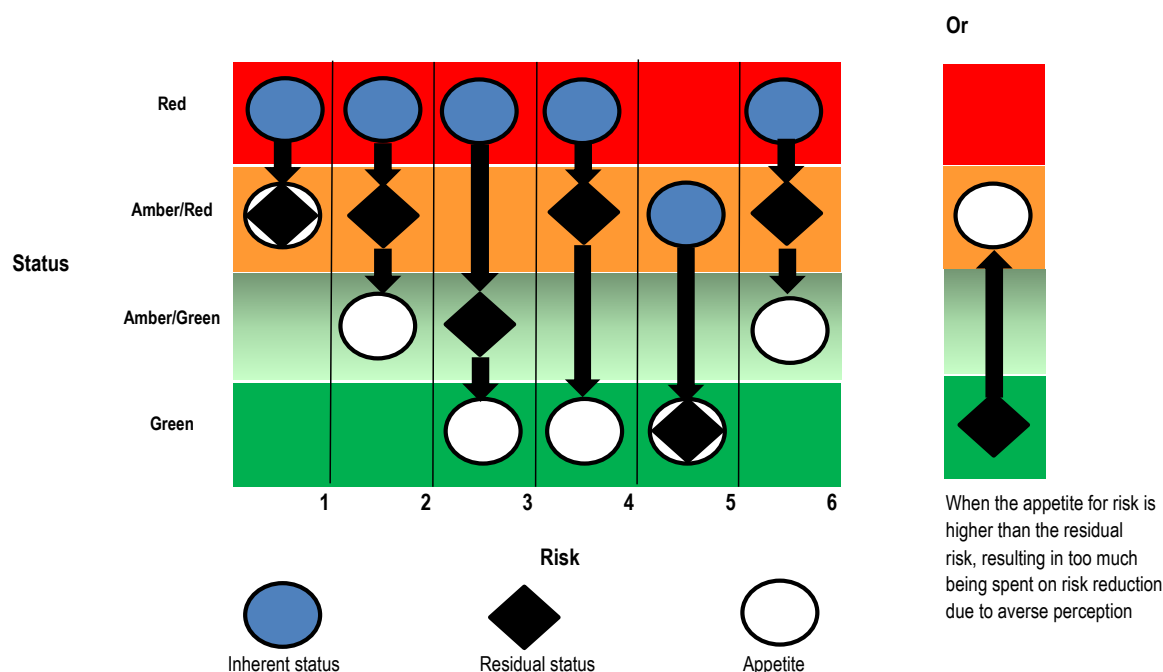 Or
Red
Amber/Red
Status
Amber/Green
Green
1 2 3 4 5 6
Risk
Inherent status
Residual status
Appetite
When the appetite for risk is
higher than the residual
risk, resulting in too much
being spent on risk reduction
due to averse perception